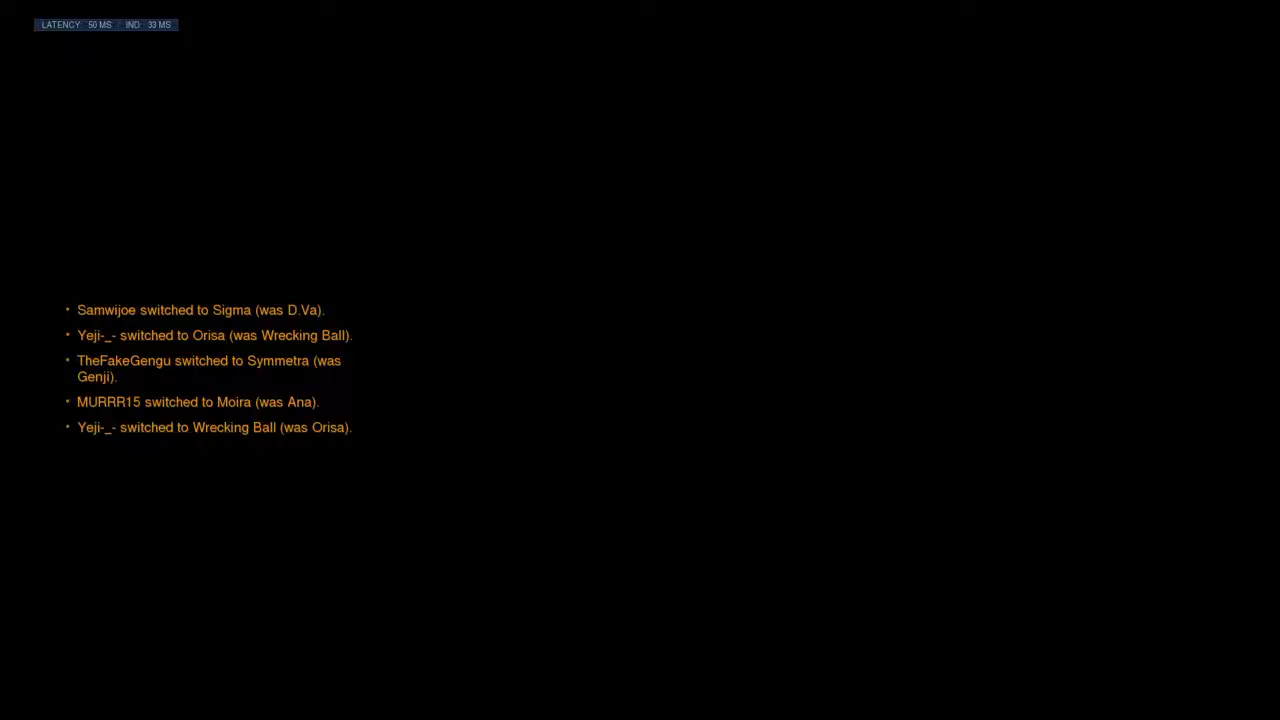 LATENCY: 50 MS IND: 33 MS
• Samwijoe switched to Sigma (was D.Va).
• Yeji-_- switched to Orisa (was Wrecking Ball).
• TheFakeGengu switched to Symmetra (was
Genji).
• MURRR15 switched to Moira (was Ana).
• Yeji-_- switched to Wrecking Ball (was Orisa).